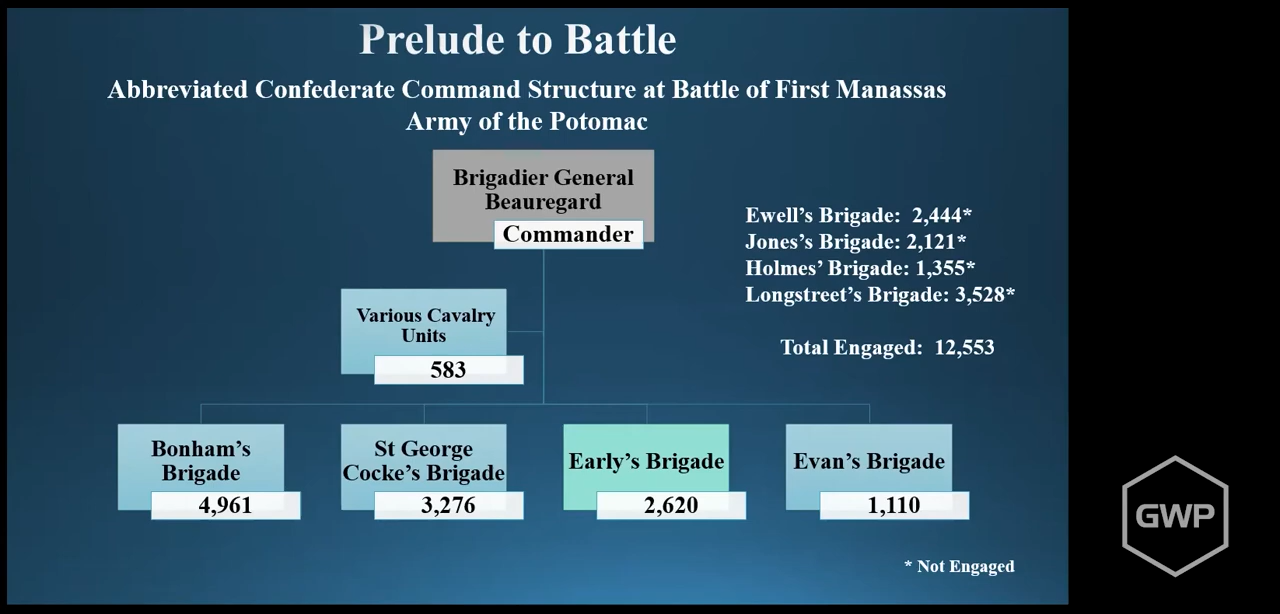 Prelude to Battle
Abbreviated Confederate Command Structure at Battle of First Manassas
Army of the Potomac
Brigadier General
Beauregard
Commander
Ewell's Brigade: 2,444*
Jones's Brigade: 2,121*
Holmes' Brigade: 1,355*
Longstreet's Brigade: 3,528*
Total Engaged: 12,553
Various Cavalry
Units
583
Bonham's
Brigade
4,961
St George
Cocke's Brigade
3,276
Early's Brigade
2,620
Evan's Brigade
1,110
* Not Engaged
GWP